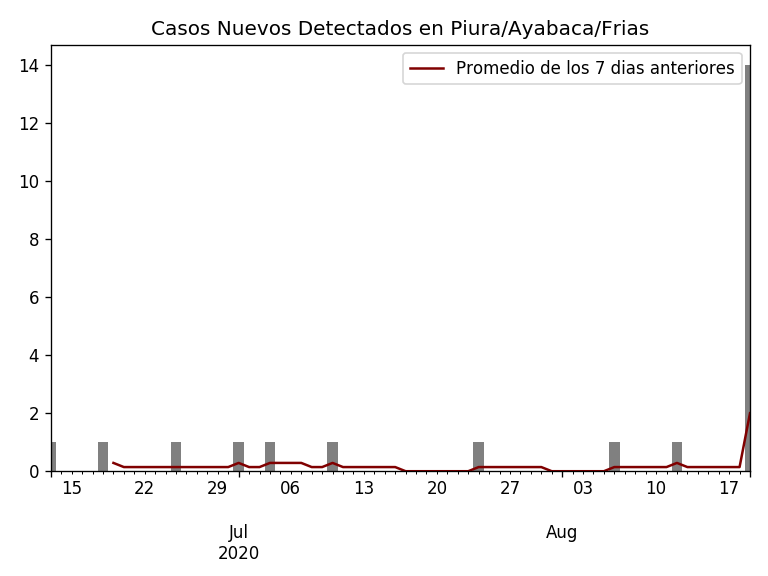 Casos Nuevos Detectados en Piura/Ayabaca/Frias
Promedio de los 7 dias anteriores
14
12
10
8
6
4
2
0
15 22 29 06 13 20 27 03 10 17
Jul Aug
2020